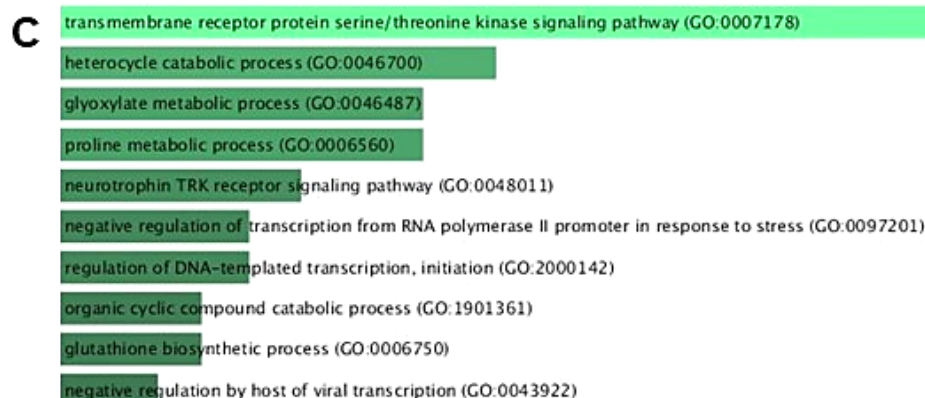 C
transmembrane receptor protein serine/threonine kinase signaling pathway (GO:0007178)
heterocycle catabolic process (GO:0046700)
glyoxylate metabolic process (GO:0046487)
proline metabolic process (GO:0006560)
neurotrophin TRK receptor signaling pathway (GO:0048011)
negative regulation of transcription from RNA polymerase II promoter in response to stress (GO:0097201)
regulation of DNA-templated transcription, initiation (GO:2000142)
organic cyclic compound catabolic process (GO:1901361)
glutathione biosynthetic process (GO:0006750)
negative regulation by host of viral transcription (GO:0043922)